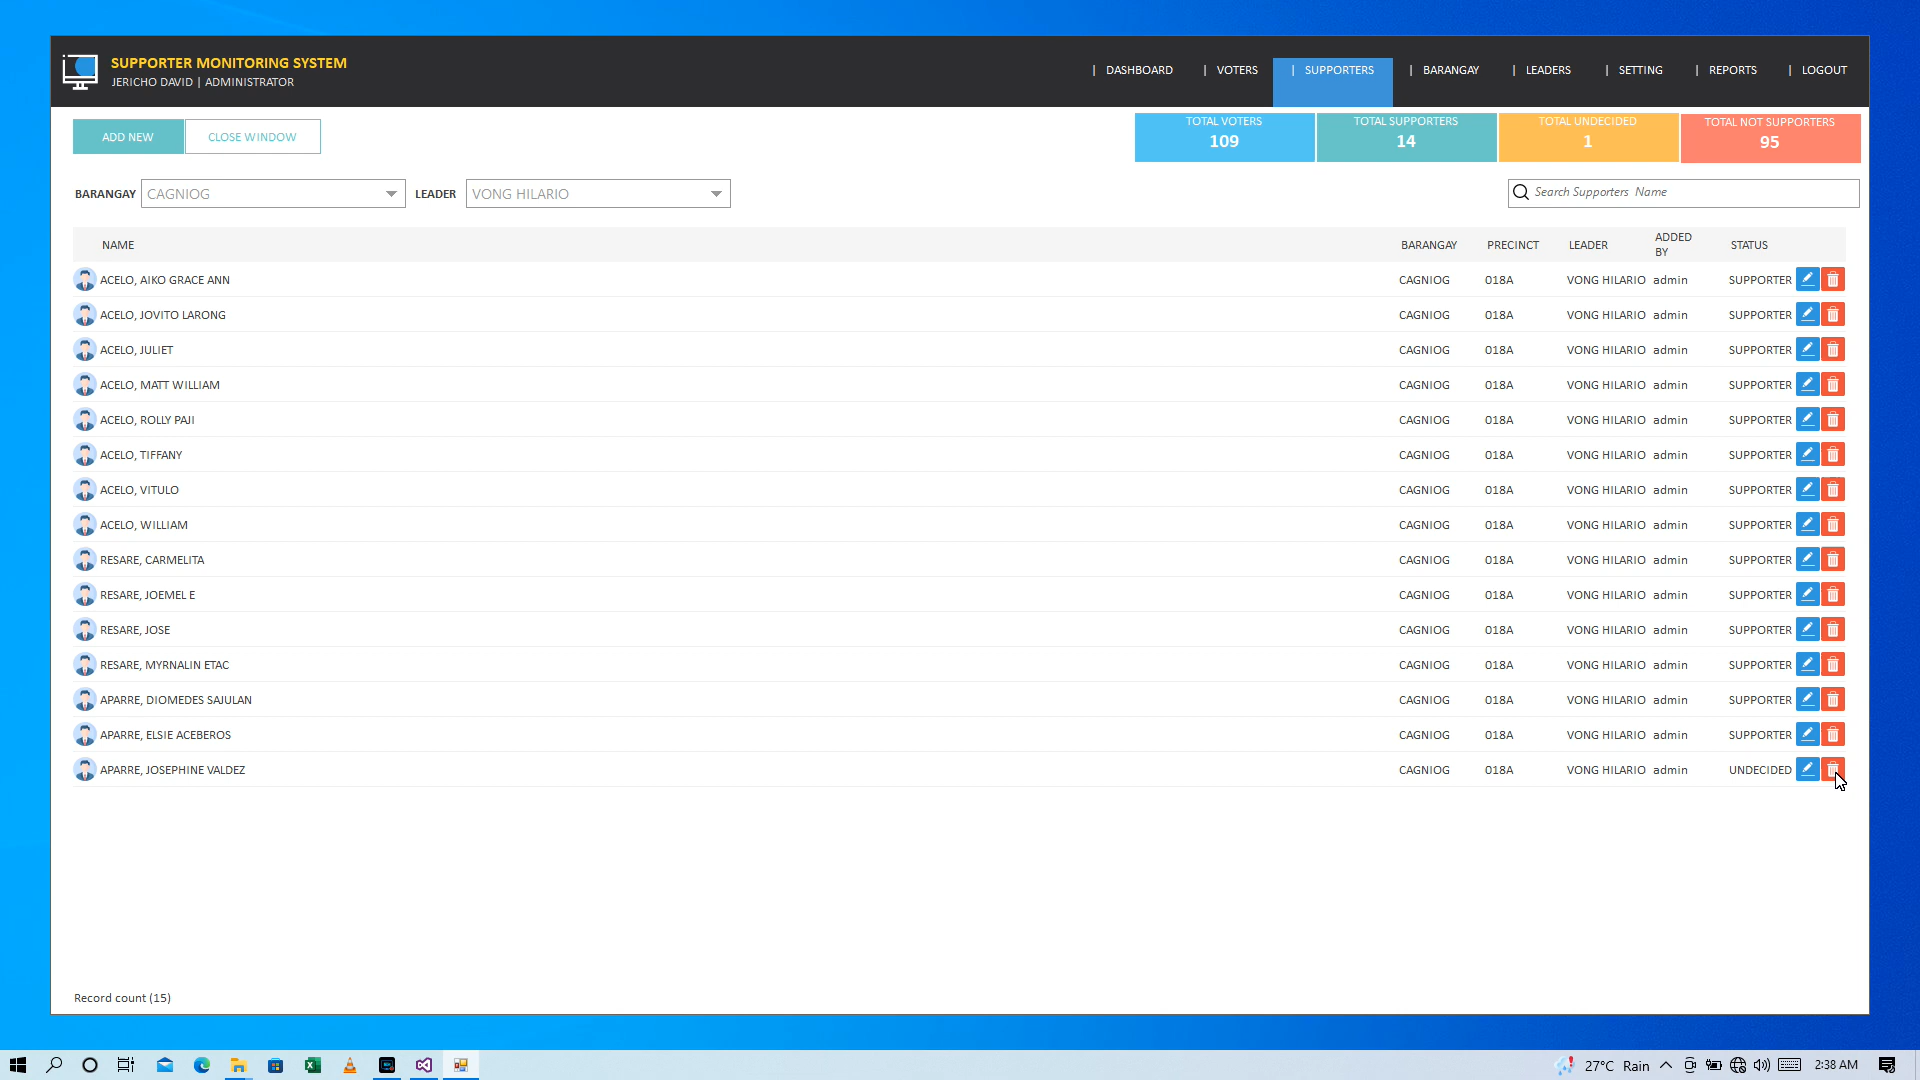 SUPPORTER MONITORING SYSTEM
JERICHO DAVID | ADMINISTRATOR
| DASHBOARD | VOTERS | SUPPORTERS | BARANGAY | LEADERS | SETTING | REPORTS | LOGOUT
ADD NEW CLOSE WINDOW
TOTAL VOTERS TOTAL SUPPORTERS TOTAL UNDECIDED TOTAL NOT SUPPORTERS
109 14 1 95
BARANGAY CAGNIOG LEADER VONG HILARIO Search Supporters Name
NAME BARANGAY PRECINCT LEADER ADDED BY STATUS
ACELO, AIKO GRACE ANN CAGNIOG 018A VONG HILARIO admin SUPPORTER
ACELO, JOVITO LARONG CAGNIOG 018A VONG HILARIO admin SUPPORTER
ACELO, JULIET CAGNIOG 018A VONG HILARIO admin SUPPORTER
ACELO, MATT WILLIAM CAGNIOG 018A VONG HILARIO admin SUPPORTER
ACELO, ROLLY PAJI CAGNIOG 018A VONG HILARIO admin SUPPORTER
ACELO, TIFFANY CAGNIOG 018A VONG HILARIO admin SUPPORTER
ACELO, VITULO CAGNIOG 018A VONG HILARIO admin SUPPORTER
ACELO, WILLIAM CAGNIOG 018A VONG HILARIO admin SUPPORTER
RESARE, CARMELITA CAGNIOG 018A VONG HILARIO admin SUPPORTER
RESARE, JOEMEL E CAGNIOG 018A VONG HILARIO admin SUPPORTER
RESARE, JOSE CAGNIOG 018A VONG HILARIO admin SUPPORTER
RESARE, MYRNALIN ETAC CAGNIOG 018A VONG HILARIO admin SUPPORTER
APARRE, DIOMEDES SAJULAN CAGNIOG 018A VONG HILARIO admin SUPPORTER
APARRE, ELSIE ACEBEROS CAGNIOG 018A VONG HILARIO admin SUPPORTER
APARRE, JOSEPHINE VALDEZ CAGNIOG 018A VONG HILARIO admin UNDECIDED
Record count (15)
27°C Rain 2:38 AM